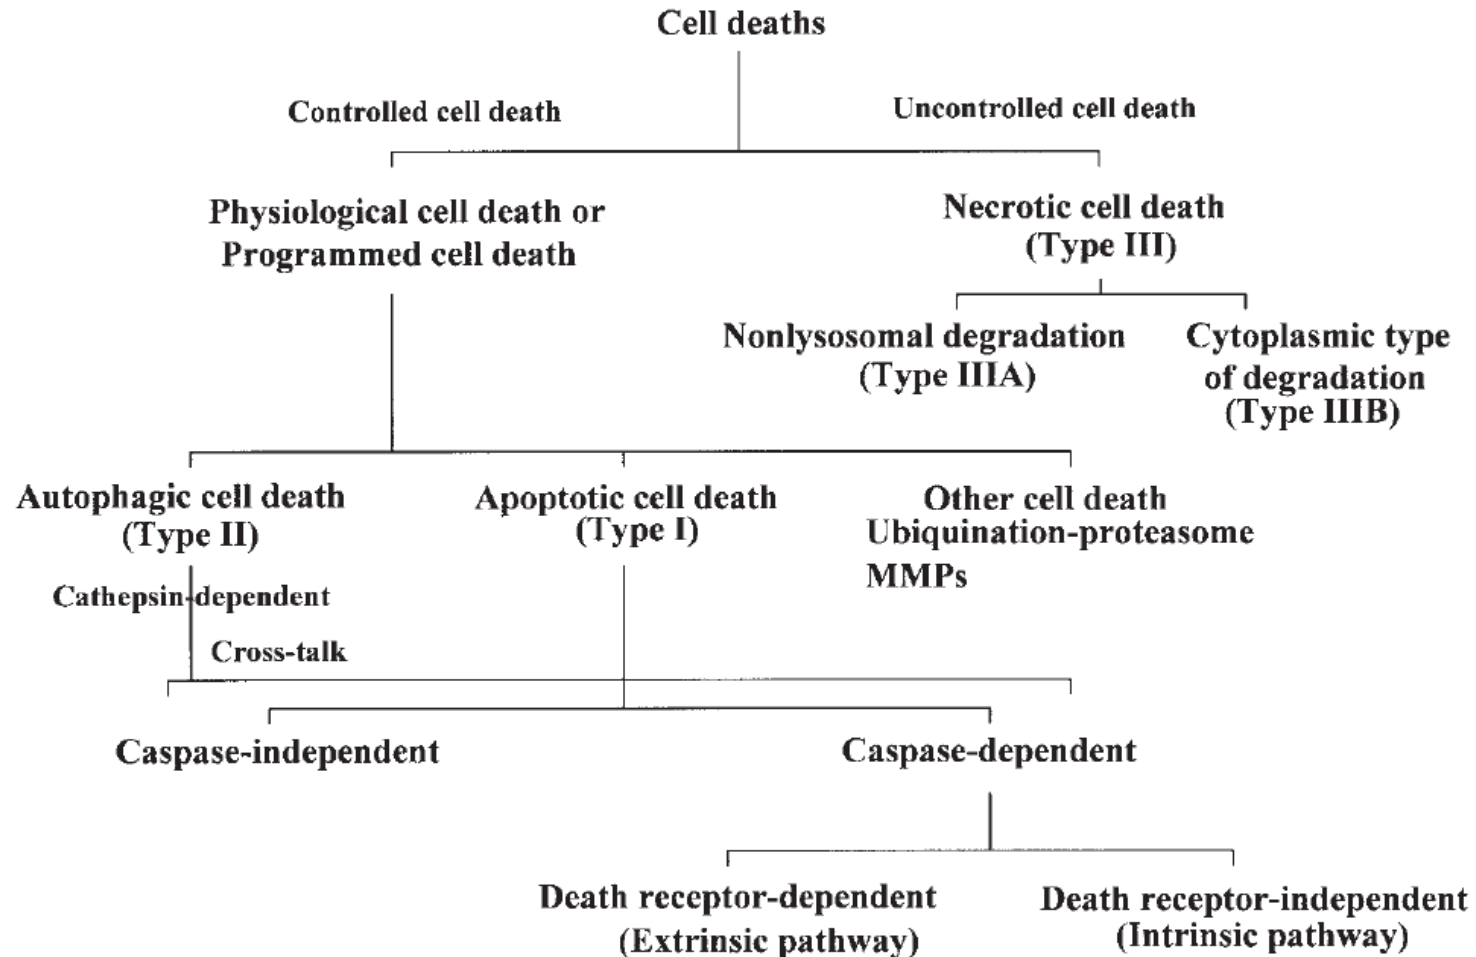 Cell deaths
Controlled cell death
Uncontrolled cell death
Physiological cell death or
Programmed cell death
Necrotic cell death
(Type III)
Nonlysosomal degradation
(Type IIIA)
Cytoplasmic type
of degradation
(Type IIIB)
Autophagic cell death
(Type II)
Apoptotic cell death
(Type I)
Other cell death
Ubiquination-proteasome
MMPs
Cathepsin-dependent
Cross-talk
Caspase-independent
Caspase-dependent
Death receptor-dependent
(Extrinsic pathway)
Death receptor-independent
(Intrinsic pathway)